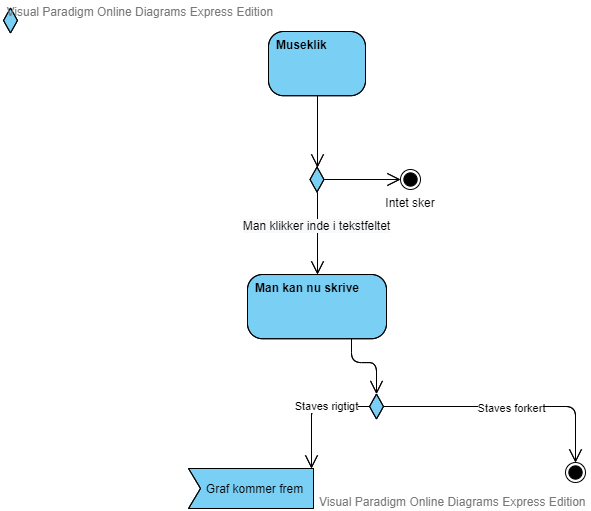 Visual Paradigm Online Diagrams Express Edition
Museklik
Intet sker
Man klikker inde i tekstfeltet
Man kan nu skrive
Staves rigtigt
Staves forkert
Graf kommer frem
Visual Paradigm Online Diagrams Express Edition